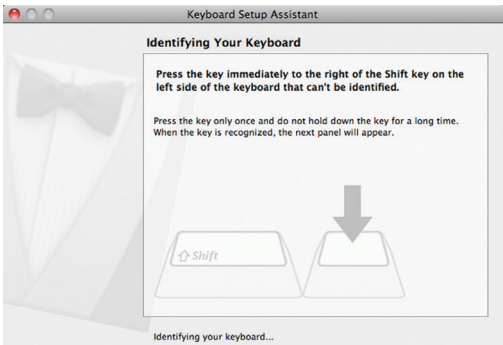 Keyboard Setup Assistant
Identifying Your Keyboard
Press the key immediately to the right of the Shift key on the
left side of the keyboard that can't be identified.
Press the key only once and do not hold down the key for a long time.
When the key is recognized, the next panel will appear.
⇧ Shift
Identifying your keyboard...